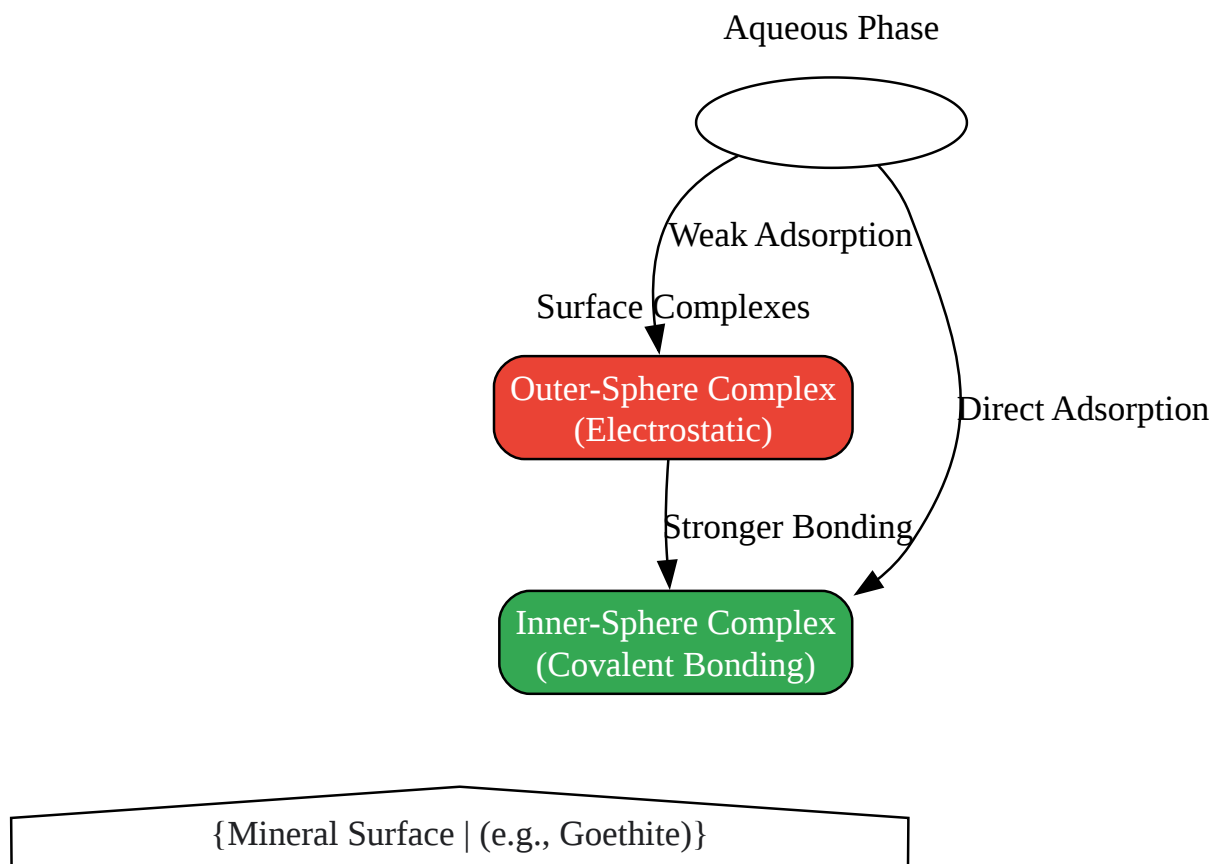 Aqueous Phase
Weak Adsorption
Surface Complexes
Outer-Sphere Complex
(Electrostatic)
Direct Adsorption
Stronger Bonding
Inner-Sphere Complex
(Covalent Bonding)
{Mineral Surface | (e.g., Goethite)}